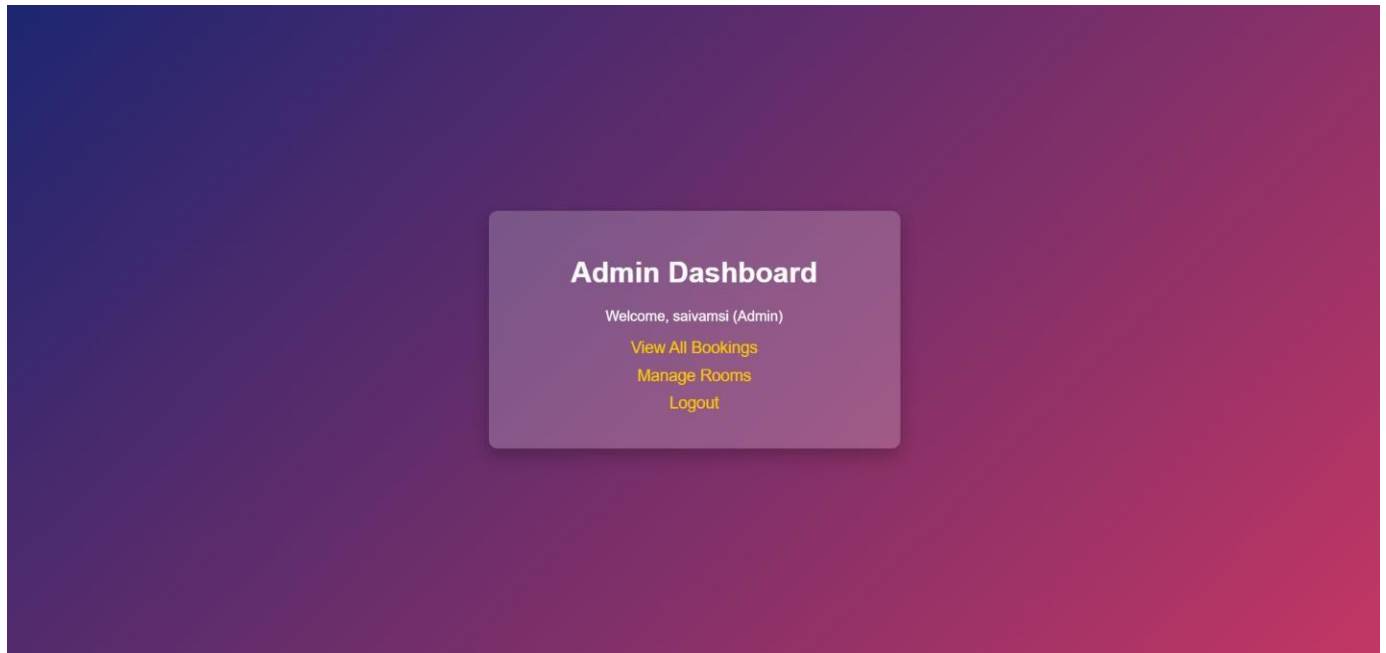 Admin Dashboard
Welcome, saivamsi (Admin)
View All Bookings
Manage Rooms
Logout